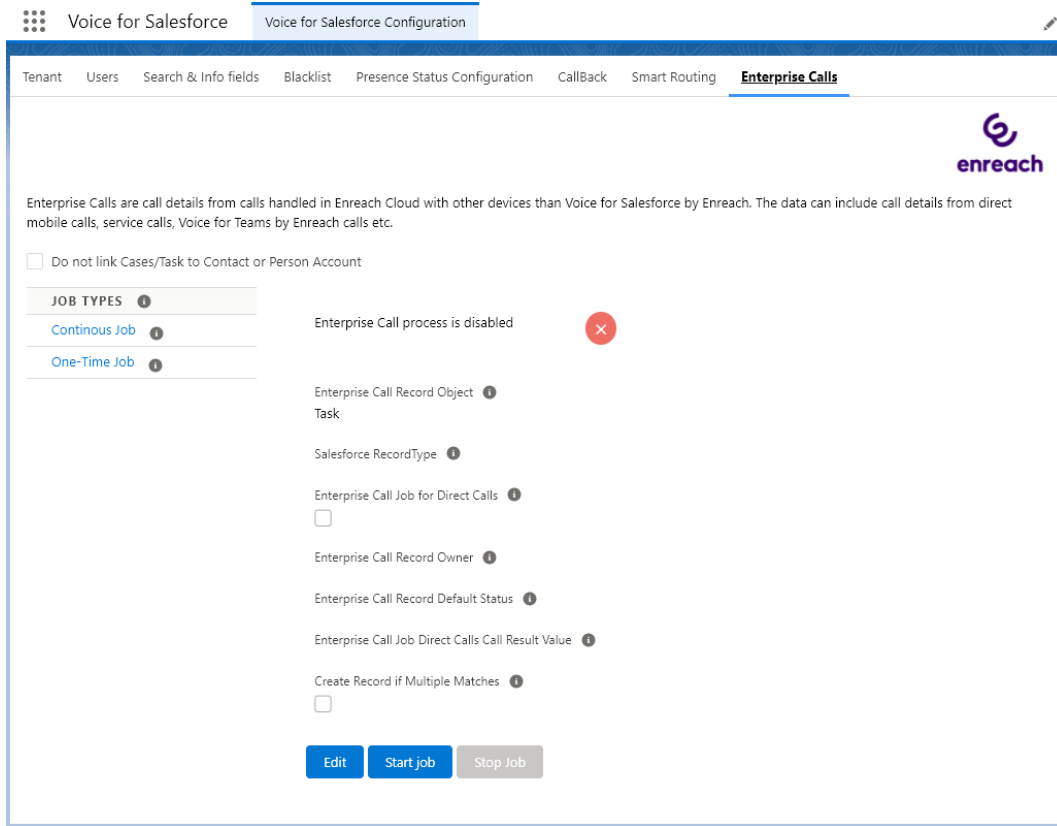 Voice for Salesforce
Voice for Salesforce Configuration
Tenant Users Search & Info fields Blacklist Presence Status Configuration CallBack Smart Routing Enterprise Calls
enreach
Enterprise Calls are call details from calls handled in Enreach Cloud with other devices than Voice for Salesforce by Enreach. The data can include call details from direct
mobile calls, service calls, Voice for Teams by Enreach calls etc.
Do not link Cases/Task to Contact or Person Account
JOB TYPES
Continous Job
One-Time Job
Enterprise Call process is disabled
Enterprise Call Record Object
Task
Salesforce RecordType
Enterprise Call Job for Direct Calls
Enterprise Call Record Owner
Enterprise Call Record Default Status
Enterprise Call Job Direct Calls Call Result Value
Create Record if Multiple Matches
Edit Start job Stop Job